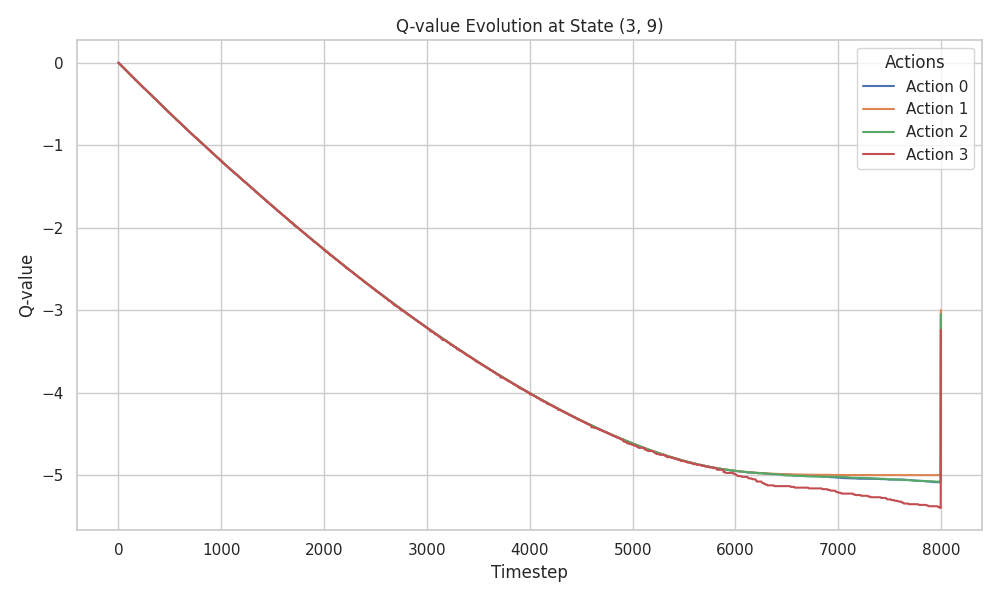 Q-value Evolution at State (3, 9)
Actions
Action 0
Action 1
Action 2
Action 3
Q-value
0
−1
−2
−3
−4
−5
0 1000 2000 3000 4000 5000 6000 7000 8000
Timestep